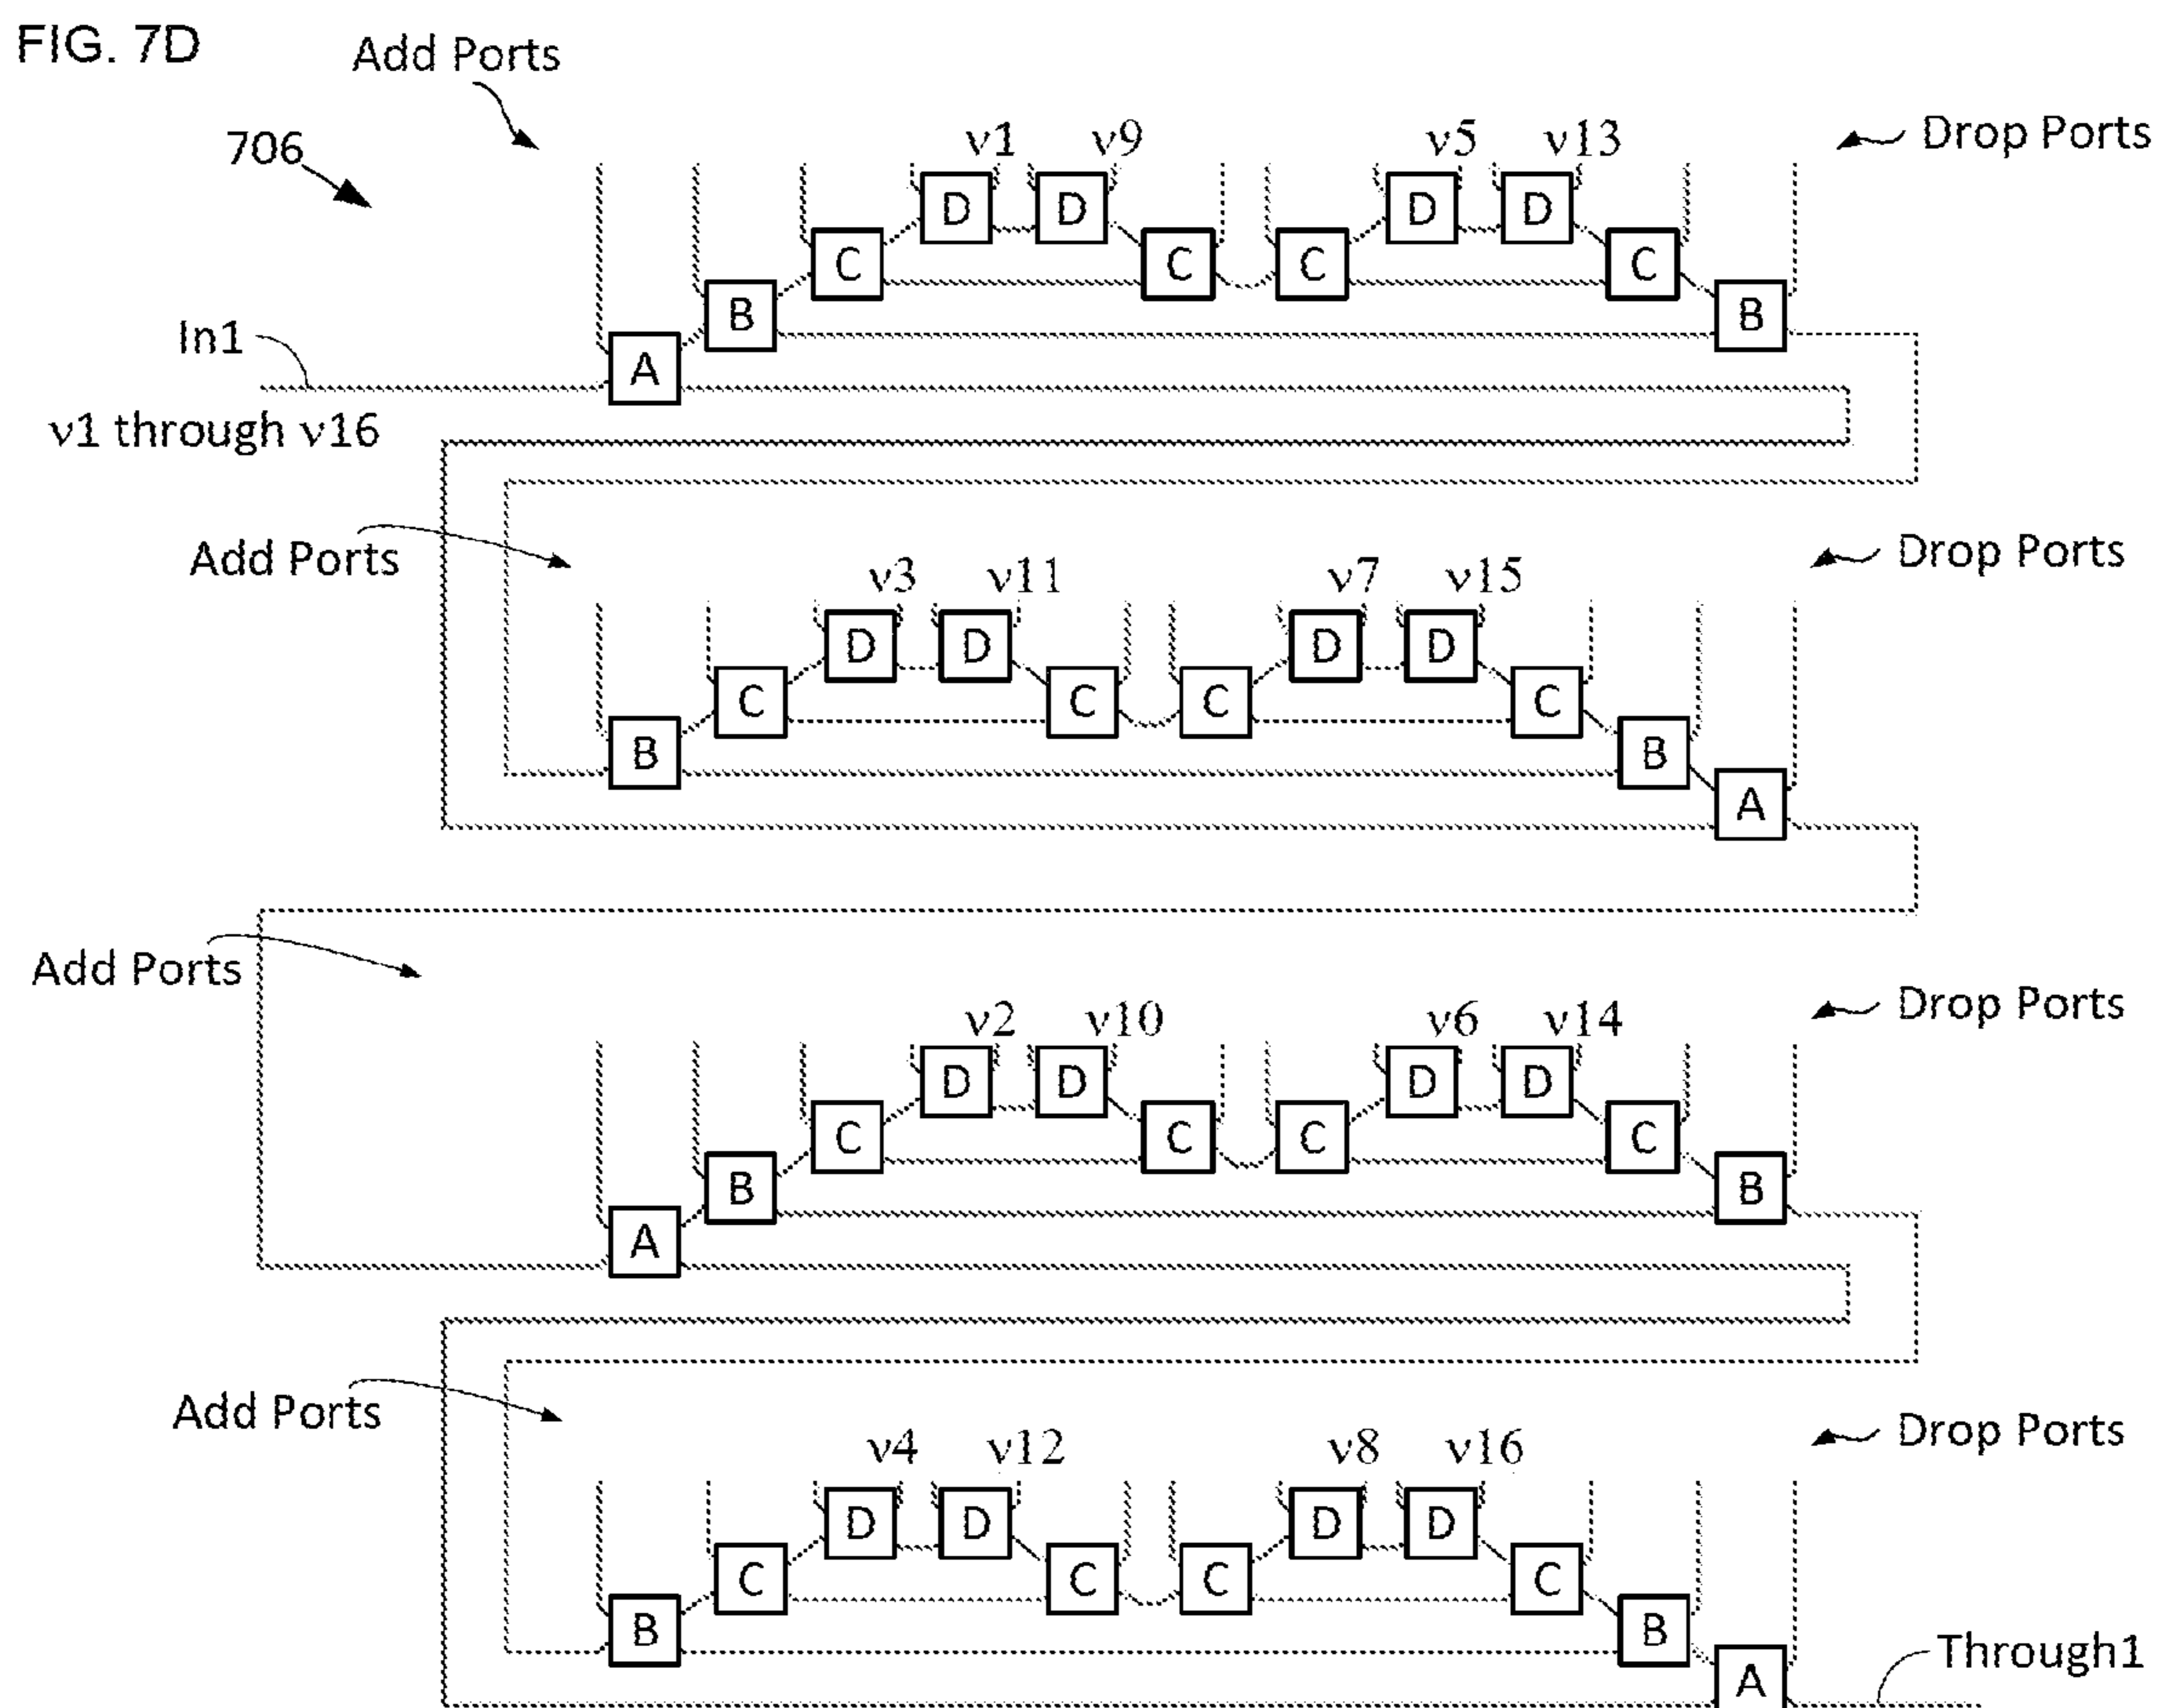 FIG. 7D
Add Ports
706
ν1 ν9 ν5 ν13
Drop Ports
D D D D
C C C C
B B
In1
A
ν1 through ν16
Add Ports
Drop Ports
ν3 ν11 ν7 ν15
D D D D
C C C C
B B
A
Add Ports
Drop Ports
ν2 ν10 ν6 ν14
D D D D
C C C C
B B
A
Add Ports
Drop Ports
ν4 ν12 ν8 ν16
D D D D
C C C C
B B
Through1
A